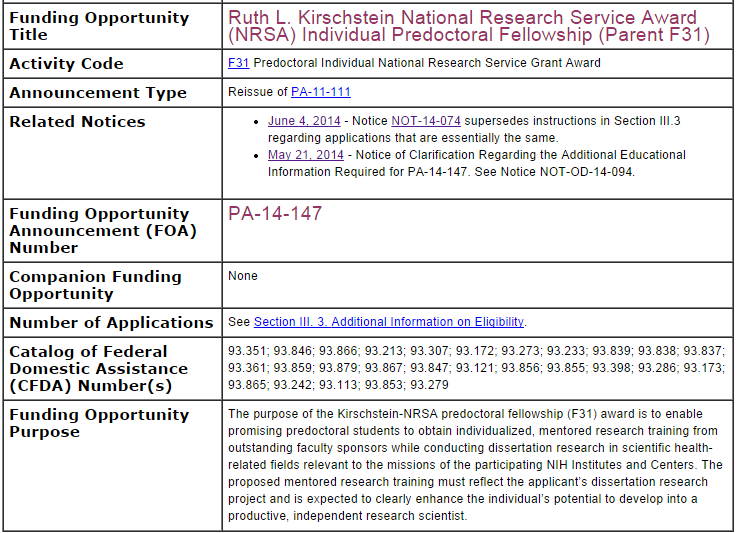 Funding Opportunity Title
Ruth L. Kirschstein National Research Service Award
(NRSA) Individual Predoctoral Fellowship (Parent F31)
Activity Code
F31 Predoctoral Individual National Research Service Grant Award
Announcement Type
Reissue of PA-11-111
Related Notices
• June 4, 2014 - Notice NOT-14-074 supersedes instructions in Section III.3
regarding applications that are essentially the same.
• May 21, 2014 - Notice of Clarification Regarding the Additional Educational
Information Required for PA-14-147. See Notice NOT-OD-14-094.
Funding Opportunity
Announcement (FOA)
Number
PA-14-147
Companion Funding
Opportunity
None
Number of Applications
See Section III. 3. Additional Information on Eligibility.
Catalog of Federal
Domestic Assistance
(CFDA) Number(s)
93.351; 93.846; 93.866; 93.213; 93.307; 93.172; 93.273; 93.233; 93.839; 93.838; 93.837;
93.361; 93.859; 93.879; 93.867; 93.847; 93.121; 93.856; 93.855; 93.398; 93.286; 93.173;
93.865; 93.242; 93.113; 93.853; 93.279
Funding Opportunity
Purpose
The purpose of the Kirschstein-NRSA predoctoral fellowship (F31) award is to enable
promising predoctoral students to obtain individualized, mentored research training from
outstanding faculty sponsors while conducting dissertation research in scientific health-
related fields relevant to the missions of the participating NIH Institutes and Centers. The
proposed mentored research training must reflect the applicant's dissertation research
project and is expected to clearly enhance the individual's potential to develop into a
productive, independent research scientist.